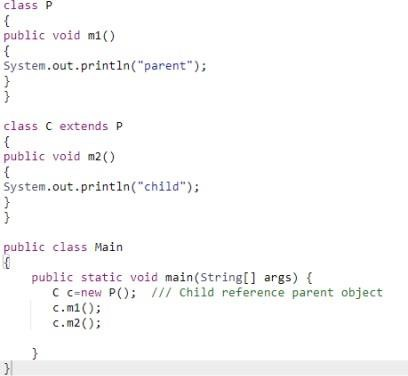 class P
{
public void m1()
{
System.out.println("parent");
}
}
class C extends P
{
public void m2()
{
System.out.println("child");
}
}
public class Main
{
public static void main(String[] args) {
C c=new P();  /// Child reference parent object
c.m1();
c.m2();
}
}